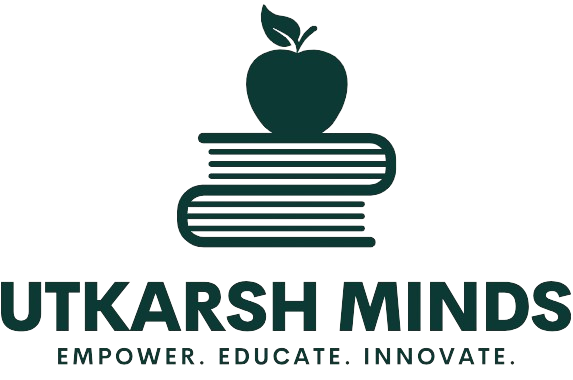 UTKARSH MINDS
EMPOWER. EDUCATE. INNOVATE.